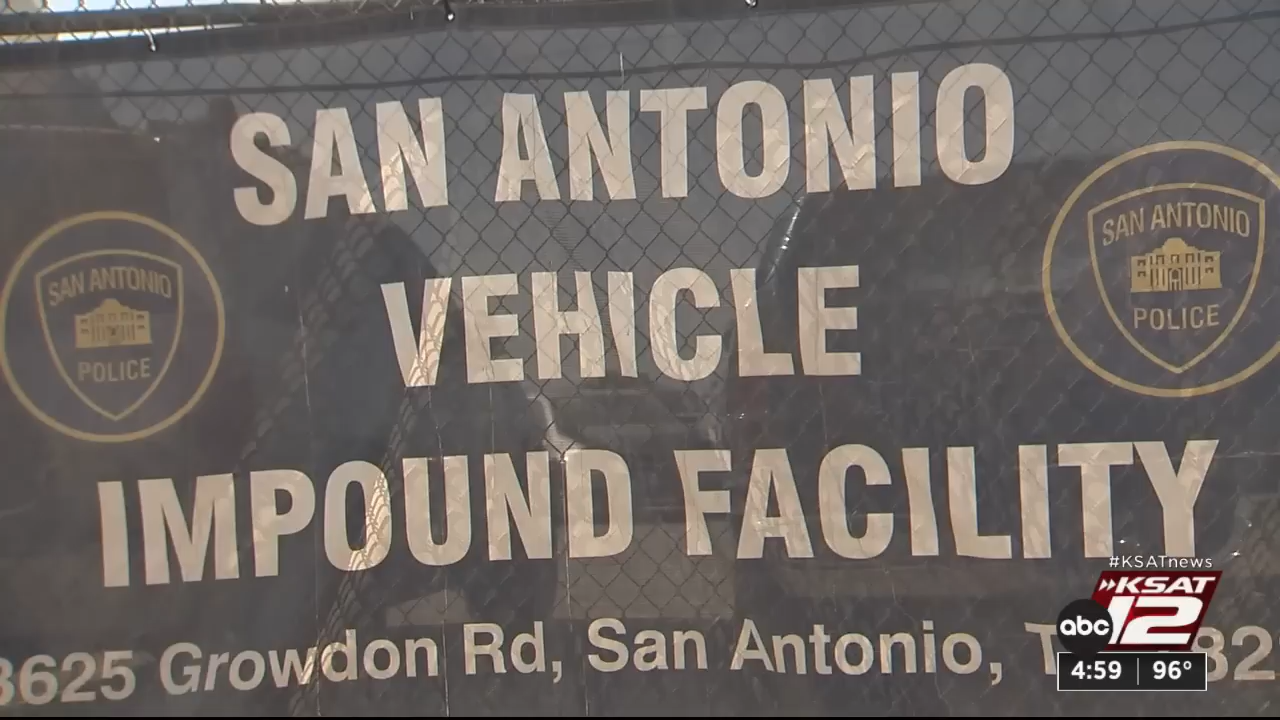 SAN ANTONIO
VEHICLE
IMPOUND FACILITY
3625 Growdon Rd, San Antonio,
SAN ANTONIO
POLICE
SAN ANTONIO
POLICE
#KSATnews
KSAT
abc 12
4:59 96°